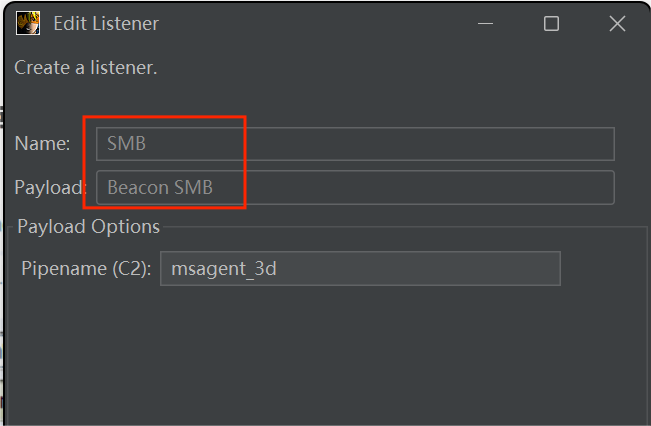 Edit Listener
Create a listener.
Name: SMB
Payload: Beacon SMB
Payload Options
Pipename (C2): msagent_3d